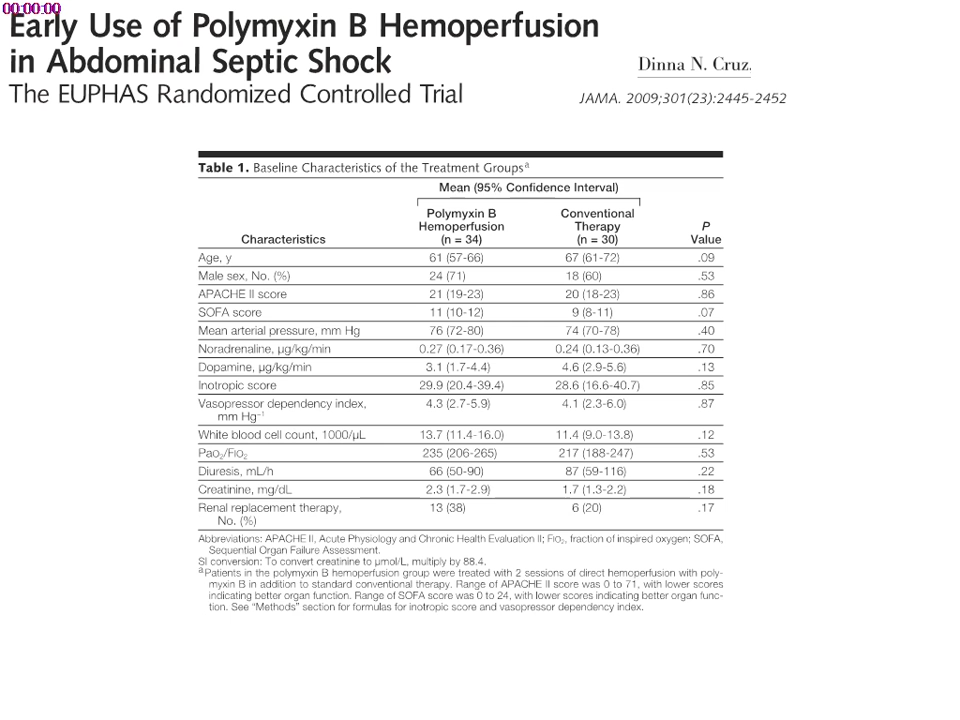 00:00:00
Early Use of Polymyxin B Hemoperfusion
in Abdominal Septic Shock
Dinna N. Cruz.
The EUPHAS Randomized Controlled Trial
JAMA. 2009;301(23):2445-2452
Table 1. Baseline Characteristics of the Treatment Groupsa
Mean (95% Confidence Interval)
Characteristics Polymyxin B Hemoperfusion (n = 34) Conventional Therapy (n = 30) P Value
Age, y 61 (57-66) 67 (61-72) .09
Male sex, No. (%) 24 (71) 18 (60) .53
APACHE II score 21 (19-23) 20 (18-23) .86
SOFA score 11 (10-12) 9 (8-11) .07
Mean arterial pressure, mm Hg 76 (72-80) 74 (70-78) .40
Noradrenaline, µg/kg/min 0.27 (0.17-0.36) 0.24 (0.13-0.36) .70
Dopamine, µg/kg/min 3.1 (1.7-4.4) 4.6 (2.9-5.6) .13
Inotropic score 29.9 (20.4-39.4) 28.6 (16.6-40.7) .85
Vasopressor dependency index, 4.3 (2.7-5.9) 4.1 (2.3-6.0) .87
mm Hg−1
White blood cell count, 1000/µL 13.7 (11.4-16.0) 11.4 (9.0-13.8) .12
PaO2/FIO2 235 (206-265) 217 (188-247) .53
Diuresis, mL/h 66 (50-90) 87 (59-116) .22
Creatinine, mg/dL 2.3 (1.7-2.9) 1.7 (1.3-2.2) .18
Renal replacement therapy, 13 (38) 6 (20) .17
No. (%)
Abbreviations: APACHE II, Acute Physiology and Chronic Health Evaluation II; FIO2, fraction of inspired oxygen; SOFA,
Sequential Organ Failure Assessment.
SI conversion: To convert creatinine to µmol/L, multiply by 88.4.
aPatients in the polymyxin B hemoperfusion group were treated with 2 sessions of direct hemoperfusion with poly-
myxin B in addition to standard conventional therapy. Range of APACHE II score was 0 to 71, with lower scores
indicating better organ function. Range of SOFA score was 0 to 24, with lower scores indicating better organ func-
tion. See “Methods” section for formulas for inotropic score and vasopressor dependency index.